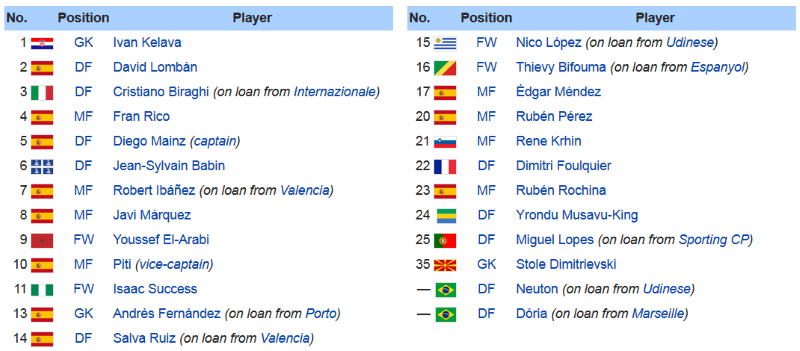 No. Position Player
1 GK Ivan Kelava
2 DF David Lombán
3 DF Cristiano Biraghi (on loan from Internazionale)
4 MF Fran Rico
5 DF Diego Mainz (captain)
6 DF Jean-Sylvain Babin
7 MF Robert Ibáñez (on loan from Valencia)
8 MF Javi Márquez
9 FW Youssef El-Arabi
10 MF Piti (vice-captain)
11 FW Isaac Success
13 GK Andrés Fernández (on loan from Porto)
14 DF Salva Ruiz (on loan from Valencia)
No. Position Player
15 FW Nico López (on loan from Udinese)
16 FW Thievy Bifouma (on loan from Espanyol)
17 MF Édgar Méndez
20 MF Rubén Pérez
21 MF Rene Krhin
22 DF Dimitri Foulquier
23 MF Rubén Rochina
24 DF Yrondu Musavu-King
25 DF Miguel Lopes (on loan from Sporting CP)
35 GK Stole Dimitrievski
— DF Neuton (on loan from Udinese)
— DF Dória (on loan from Marseille)